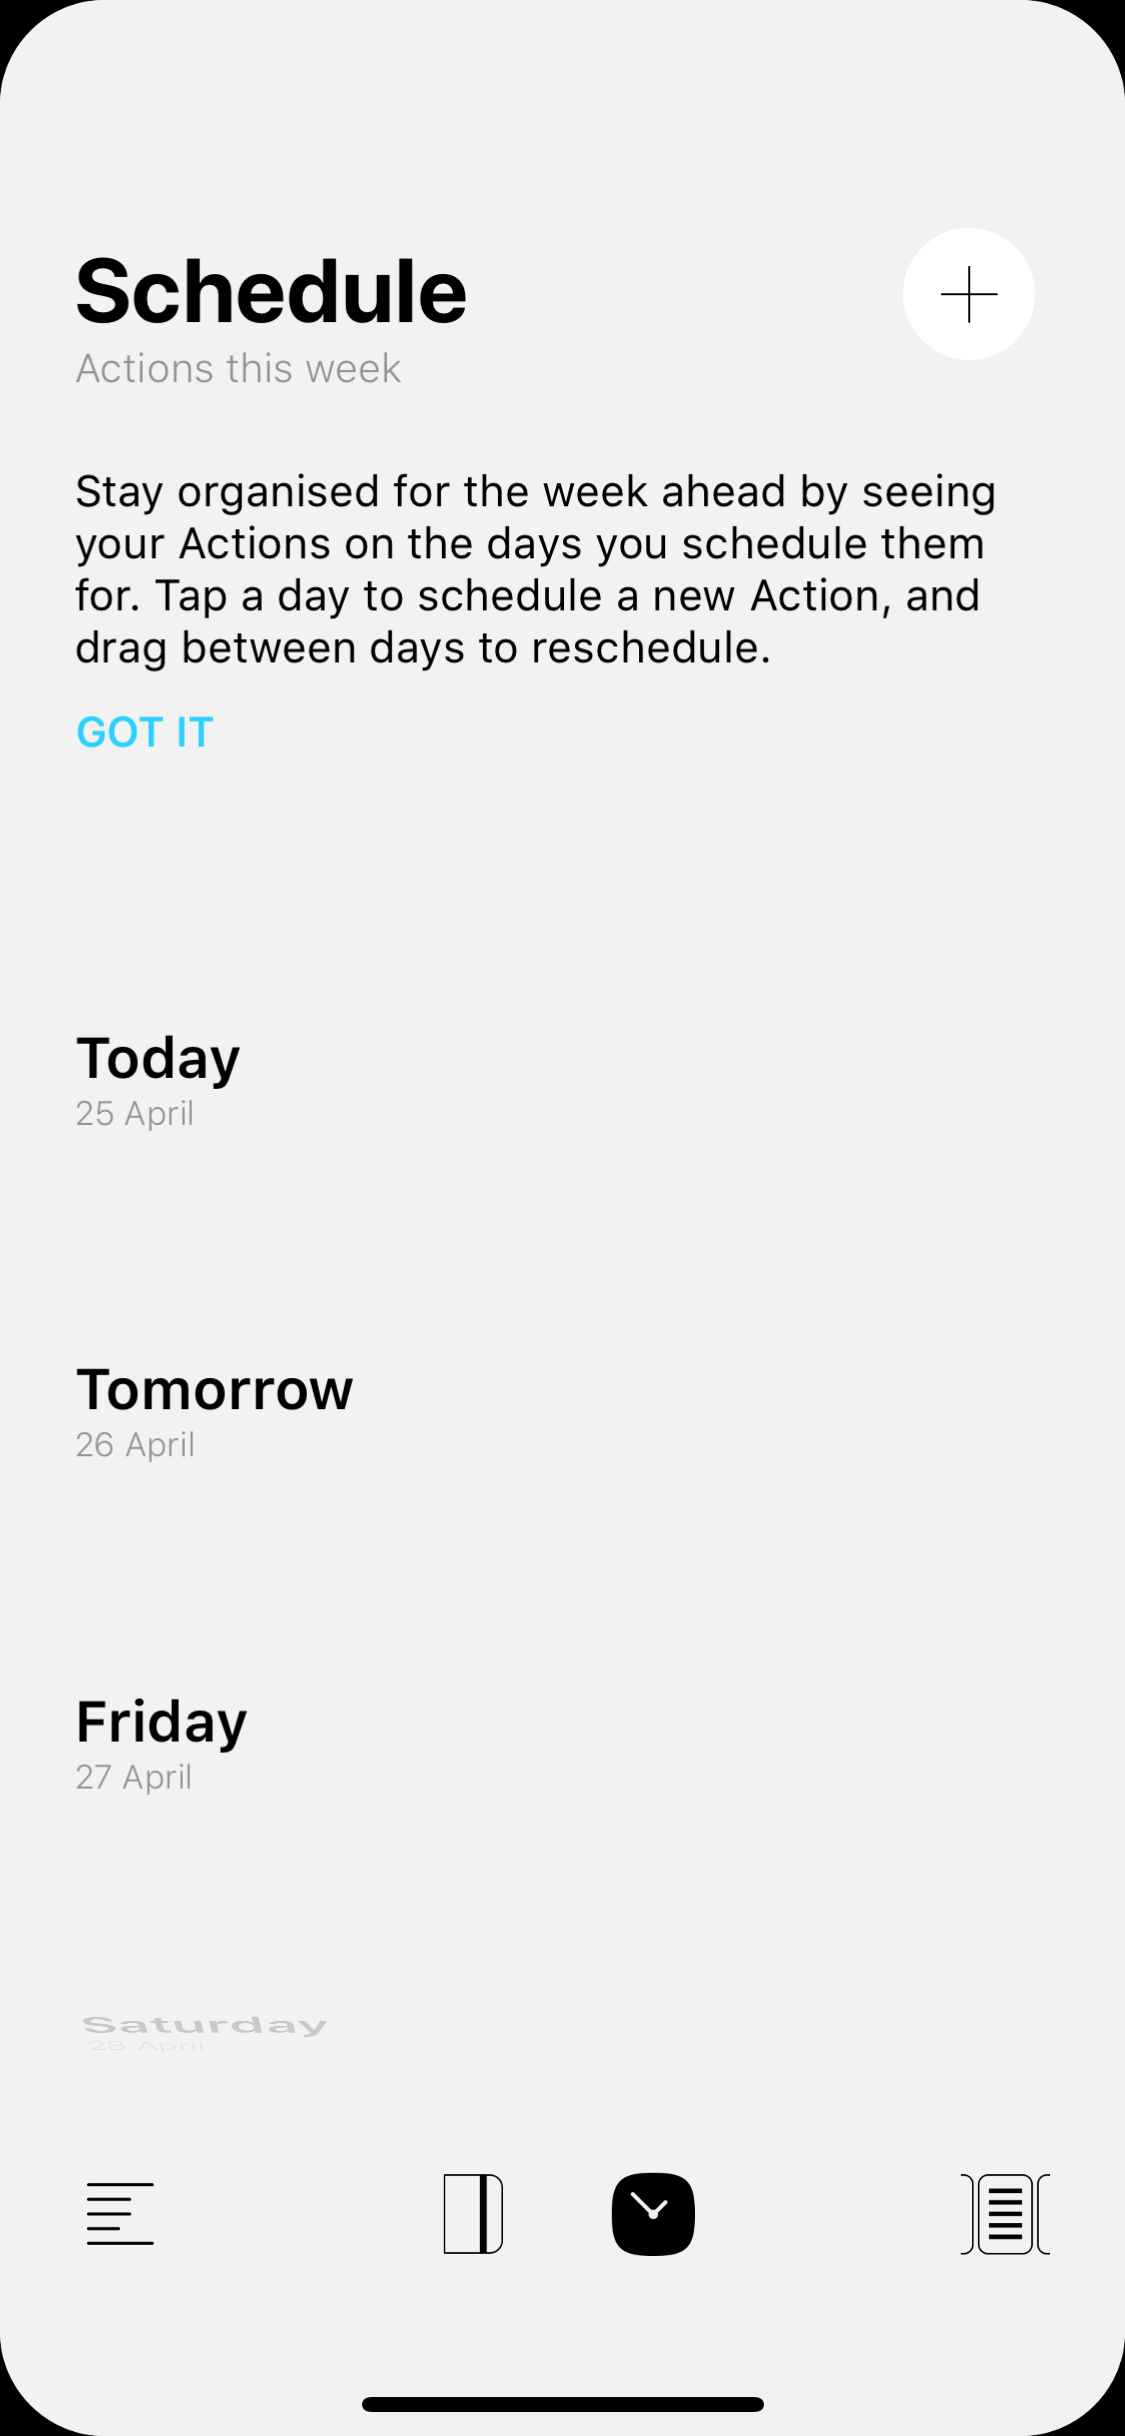 Schedule
Actions this week
Stay organised for the week ahead by seeing
your Actions on the days you schedule them
for. Tap a day to schedule a new Action, and
drag between days to reschedule.
GOT IT
Today
25 April
Tomorrow
26 April
Friday
27 April
Saturday
28 April